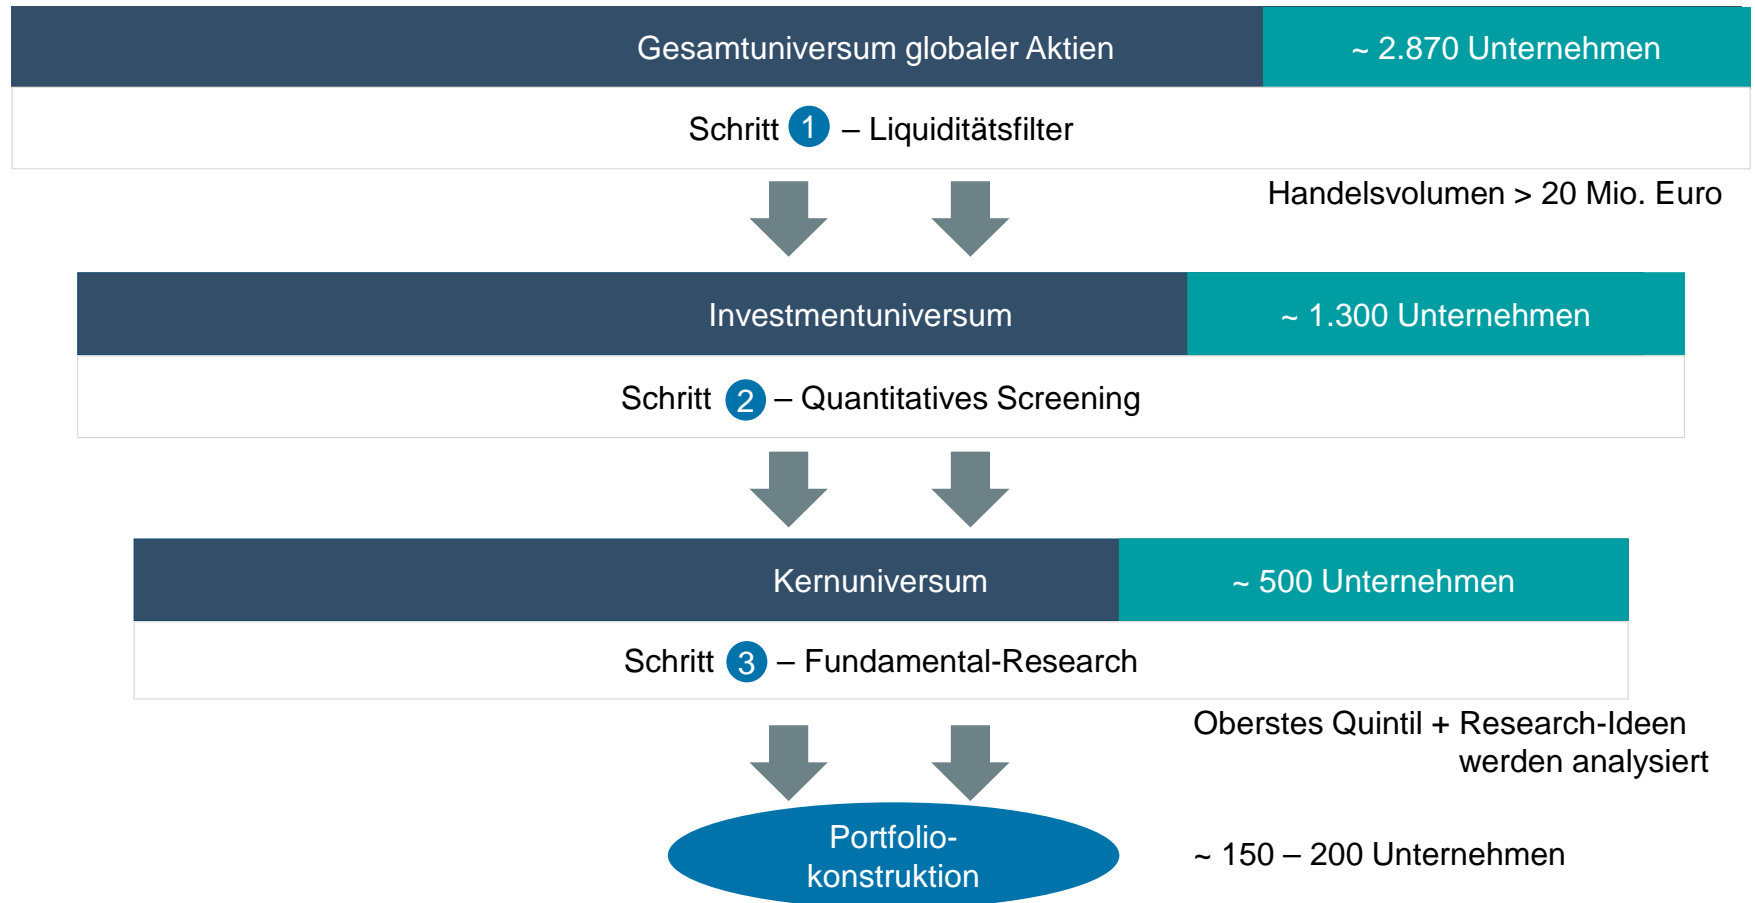 Gesamtuniversum globaler Aktien
~ 2.870 Unternehmen
Schritt 1 – Liquiditätsfilter
Handelsvolumen > 20 Mio. Euro
Investmentuniversum
~ 1.300 Unternehmen
Schritt 2 – Quantitatives Screening
Kernuniversum
~ 500 Unternehmen
Schritt 3 – Fundamental-Research
Oberstes Quintil + Research-Ideen
werden analysiert
Portfolio-
konstruktion
~ 150 – 200 Unternehmen